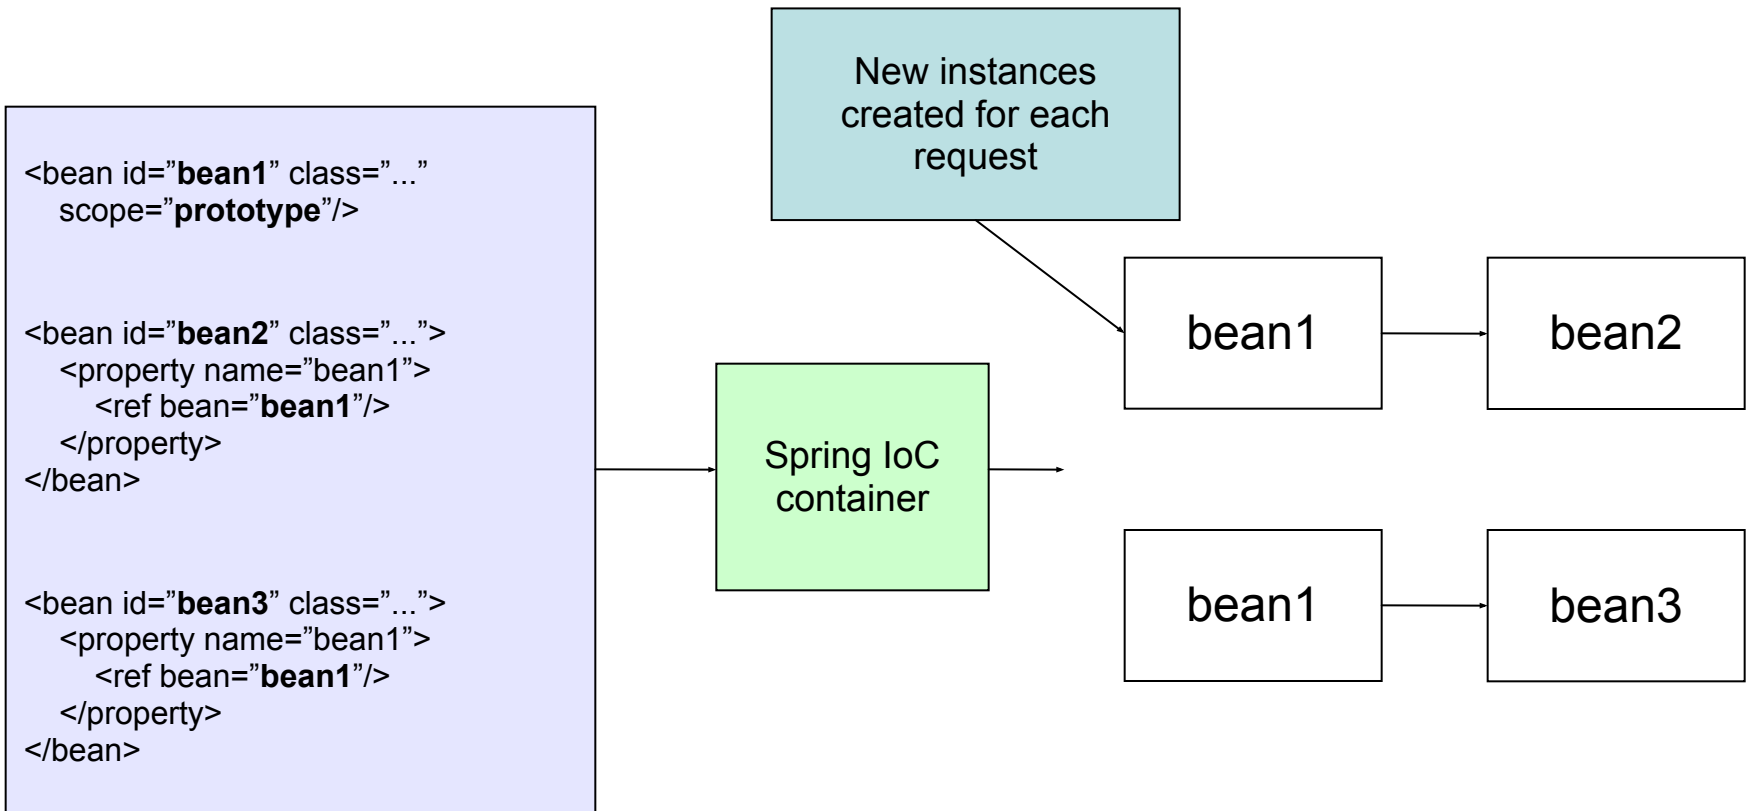 <bean id=”bean1” class=”...”
scope=”prototype”/>
<bean id=”bean2” class=”...”>
<property name=”bean1”>
<ref bean=”bean1”/>
</property>
</bean>
<bean id=”bean3” class=”...”>
<property name=”bean1”>
<ref bean=”bean1”/>
</property>
</bean>
Spring IoC
container
New instances
created for each
request
bean1
bean2
bean1
bean3